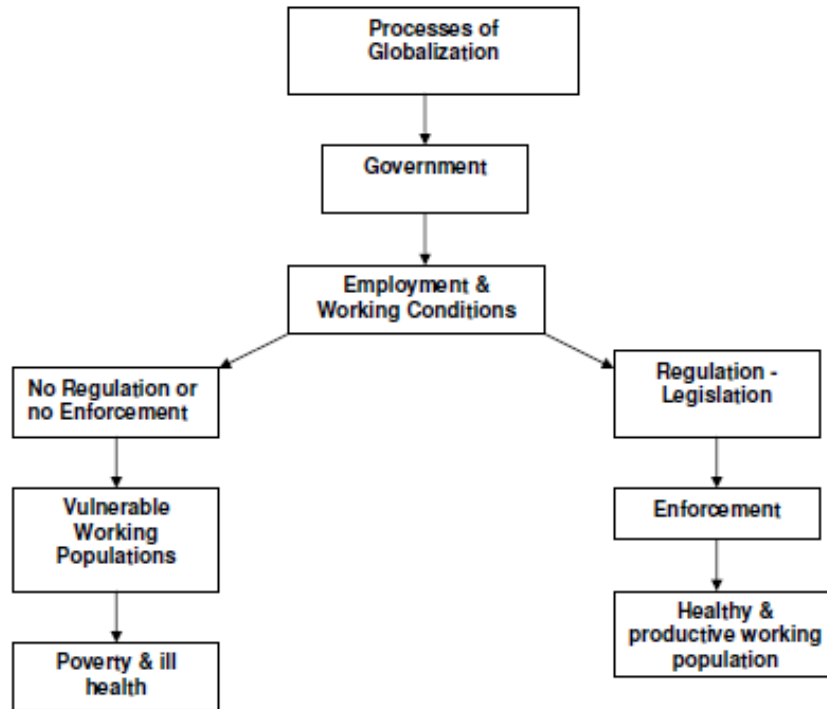 Processes of
Globalization
Government
Employment &
Working Conditions
No Regulation or
no Enforcement
Regulation -
Legislation
Vulnerable
Working
Populations
Enforcement
Poverty & ill
health
Healthy &
productive working
population